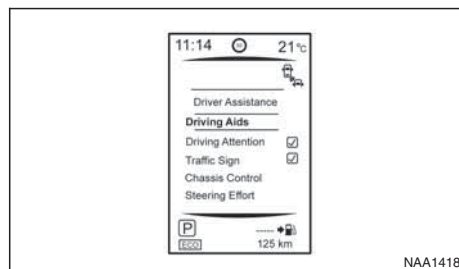 11:14 21°C
Driver Assistance
Driving Aids
Driving Attention
Traffic Sign
Chassis Control
Steering Effort
P -----
ECO 125 km
NAA1418